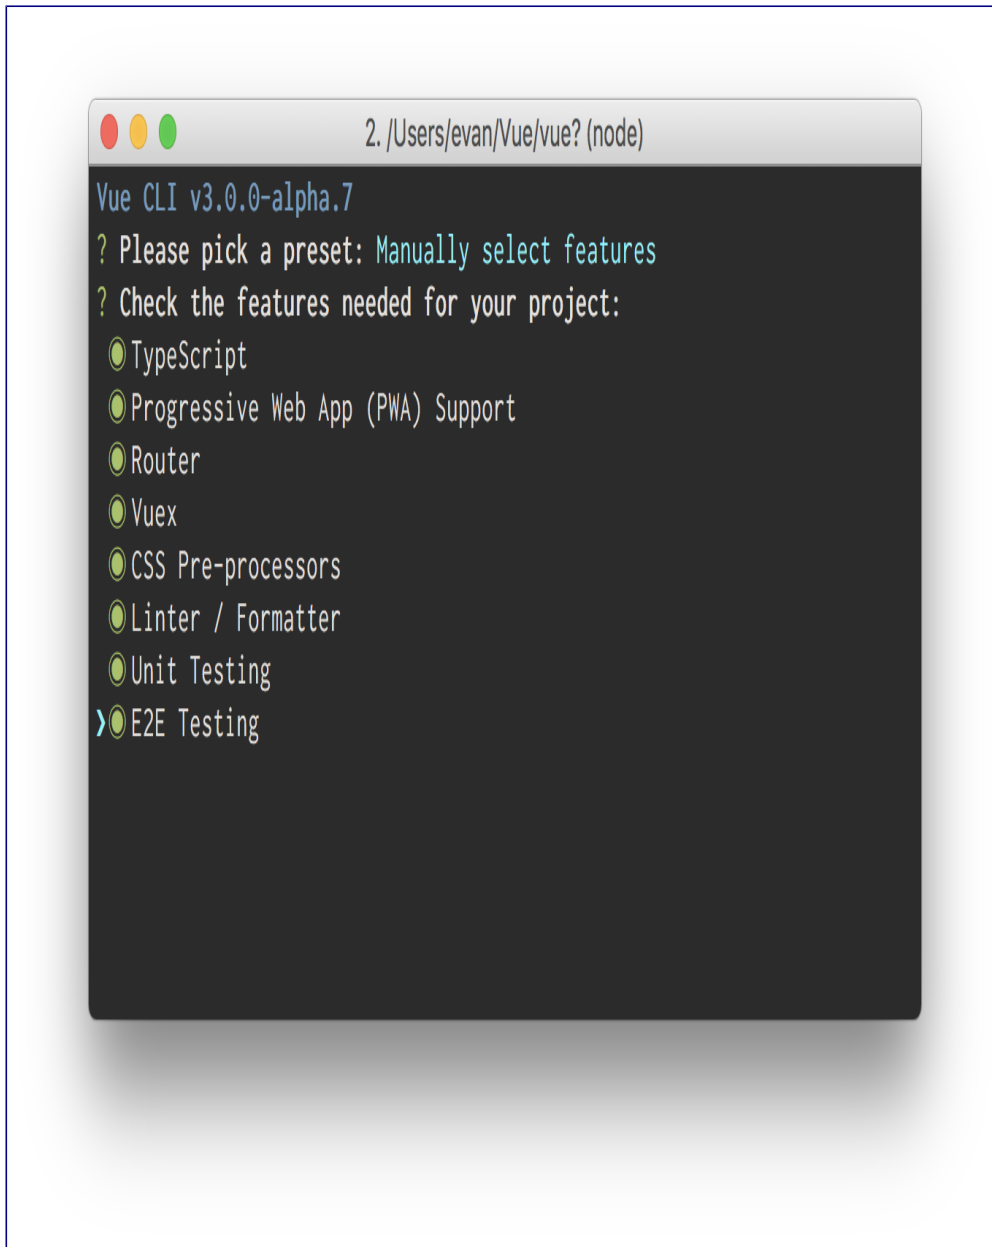 2. /Users/evan/Vue/vue? (node)
Vue CLI v3.0.0-alpha.7
? Please pick a preset: Manually select features
? Check the features needed for your project:
◉ TypeScript
◉ Progressive Web App (PWA) Support
◉ Router
◉ Vuex
◉ CSS Pre-processors
◉ Linter / Formatter
◉ Unit Testing
❯◉ E2E Testing